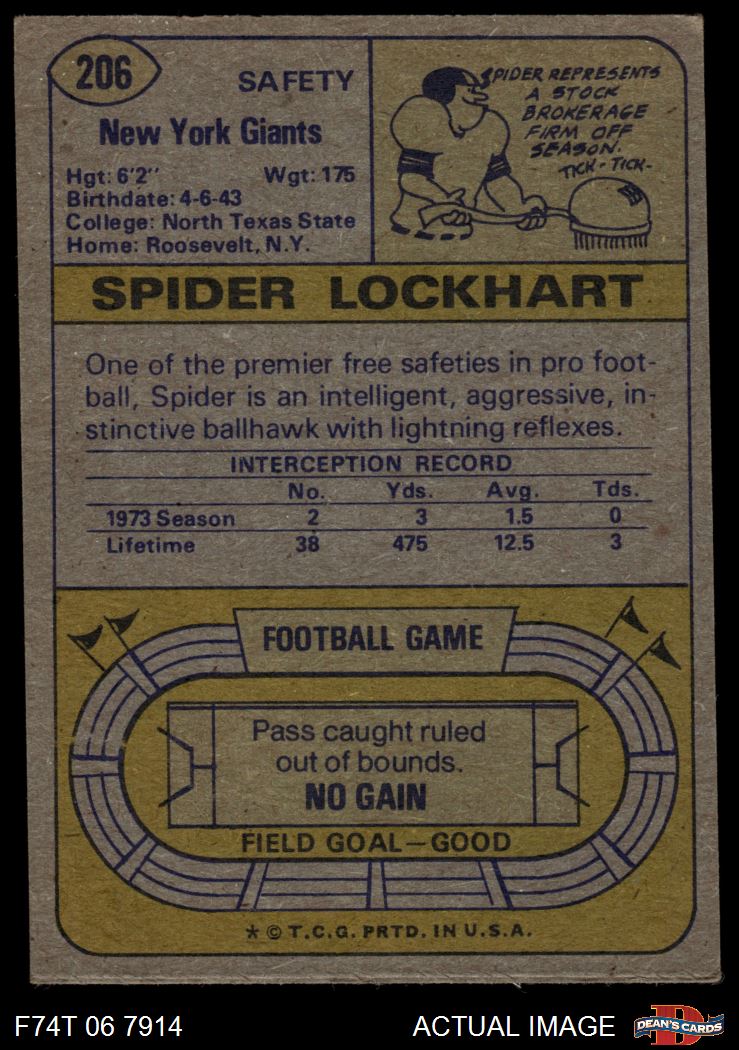 206
SAFETY
New York Giants
Hgt: 6'2" Wgt: 175
Birthdate: 4-6-43
College: North Texas State
Home: Roosevelt, N.Y.
SPIDER REPRESENTS
A STOCK
BROKERAGE
FIRM OFF
SEASON.
TICK-TICK-
SPIDER LOCKHART
One of the premier free safeties in pro foot-
ball, Spider is an intelligent, aggressive, in-
stinctive ballhawk with lightning reflexes.
INTERCEPTION RECORD
No. Yds. Avg. Tds.
1973 Season 2 3 1.5 0
Lifetime 38 475 12.5 3
FOOTBALL GAME
Pass caught ruled
out of bounds.
NO GAIN
FIELD GOAL—GOOD
* © T.C.G. PRTD. IN U.S.A.
F74T 06 7914 ACTUAL IMAGE DEAN'S CARDS